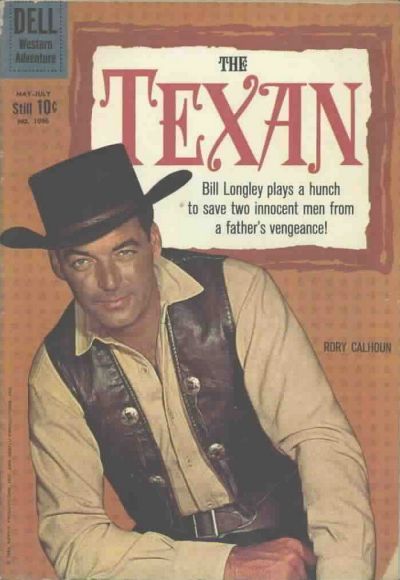 DELL
Western
Adventure
MAY-JULY
Still 10¢
NO. 1096
THE
TEXAN
Bill Longley plays a hunch
to save two innocent men from
a father's vengeance!
RORY CALHOUN